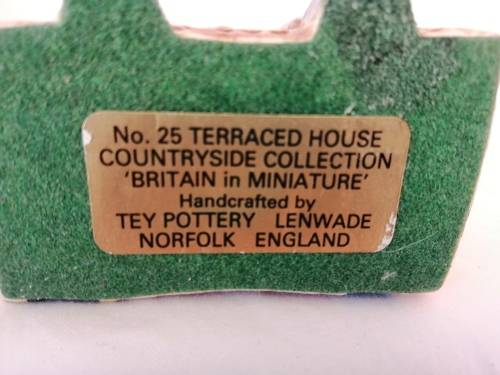 No. 25 TERRACED HOUSE
COUNTRYSIDE COLLECTION
'BRITAIN in MINIATURE'
Handcrafted by
TEY POTTERY LENWADE
NORFOLK ENGLAND